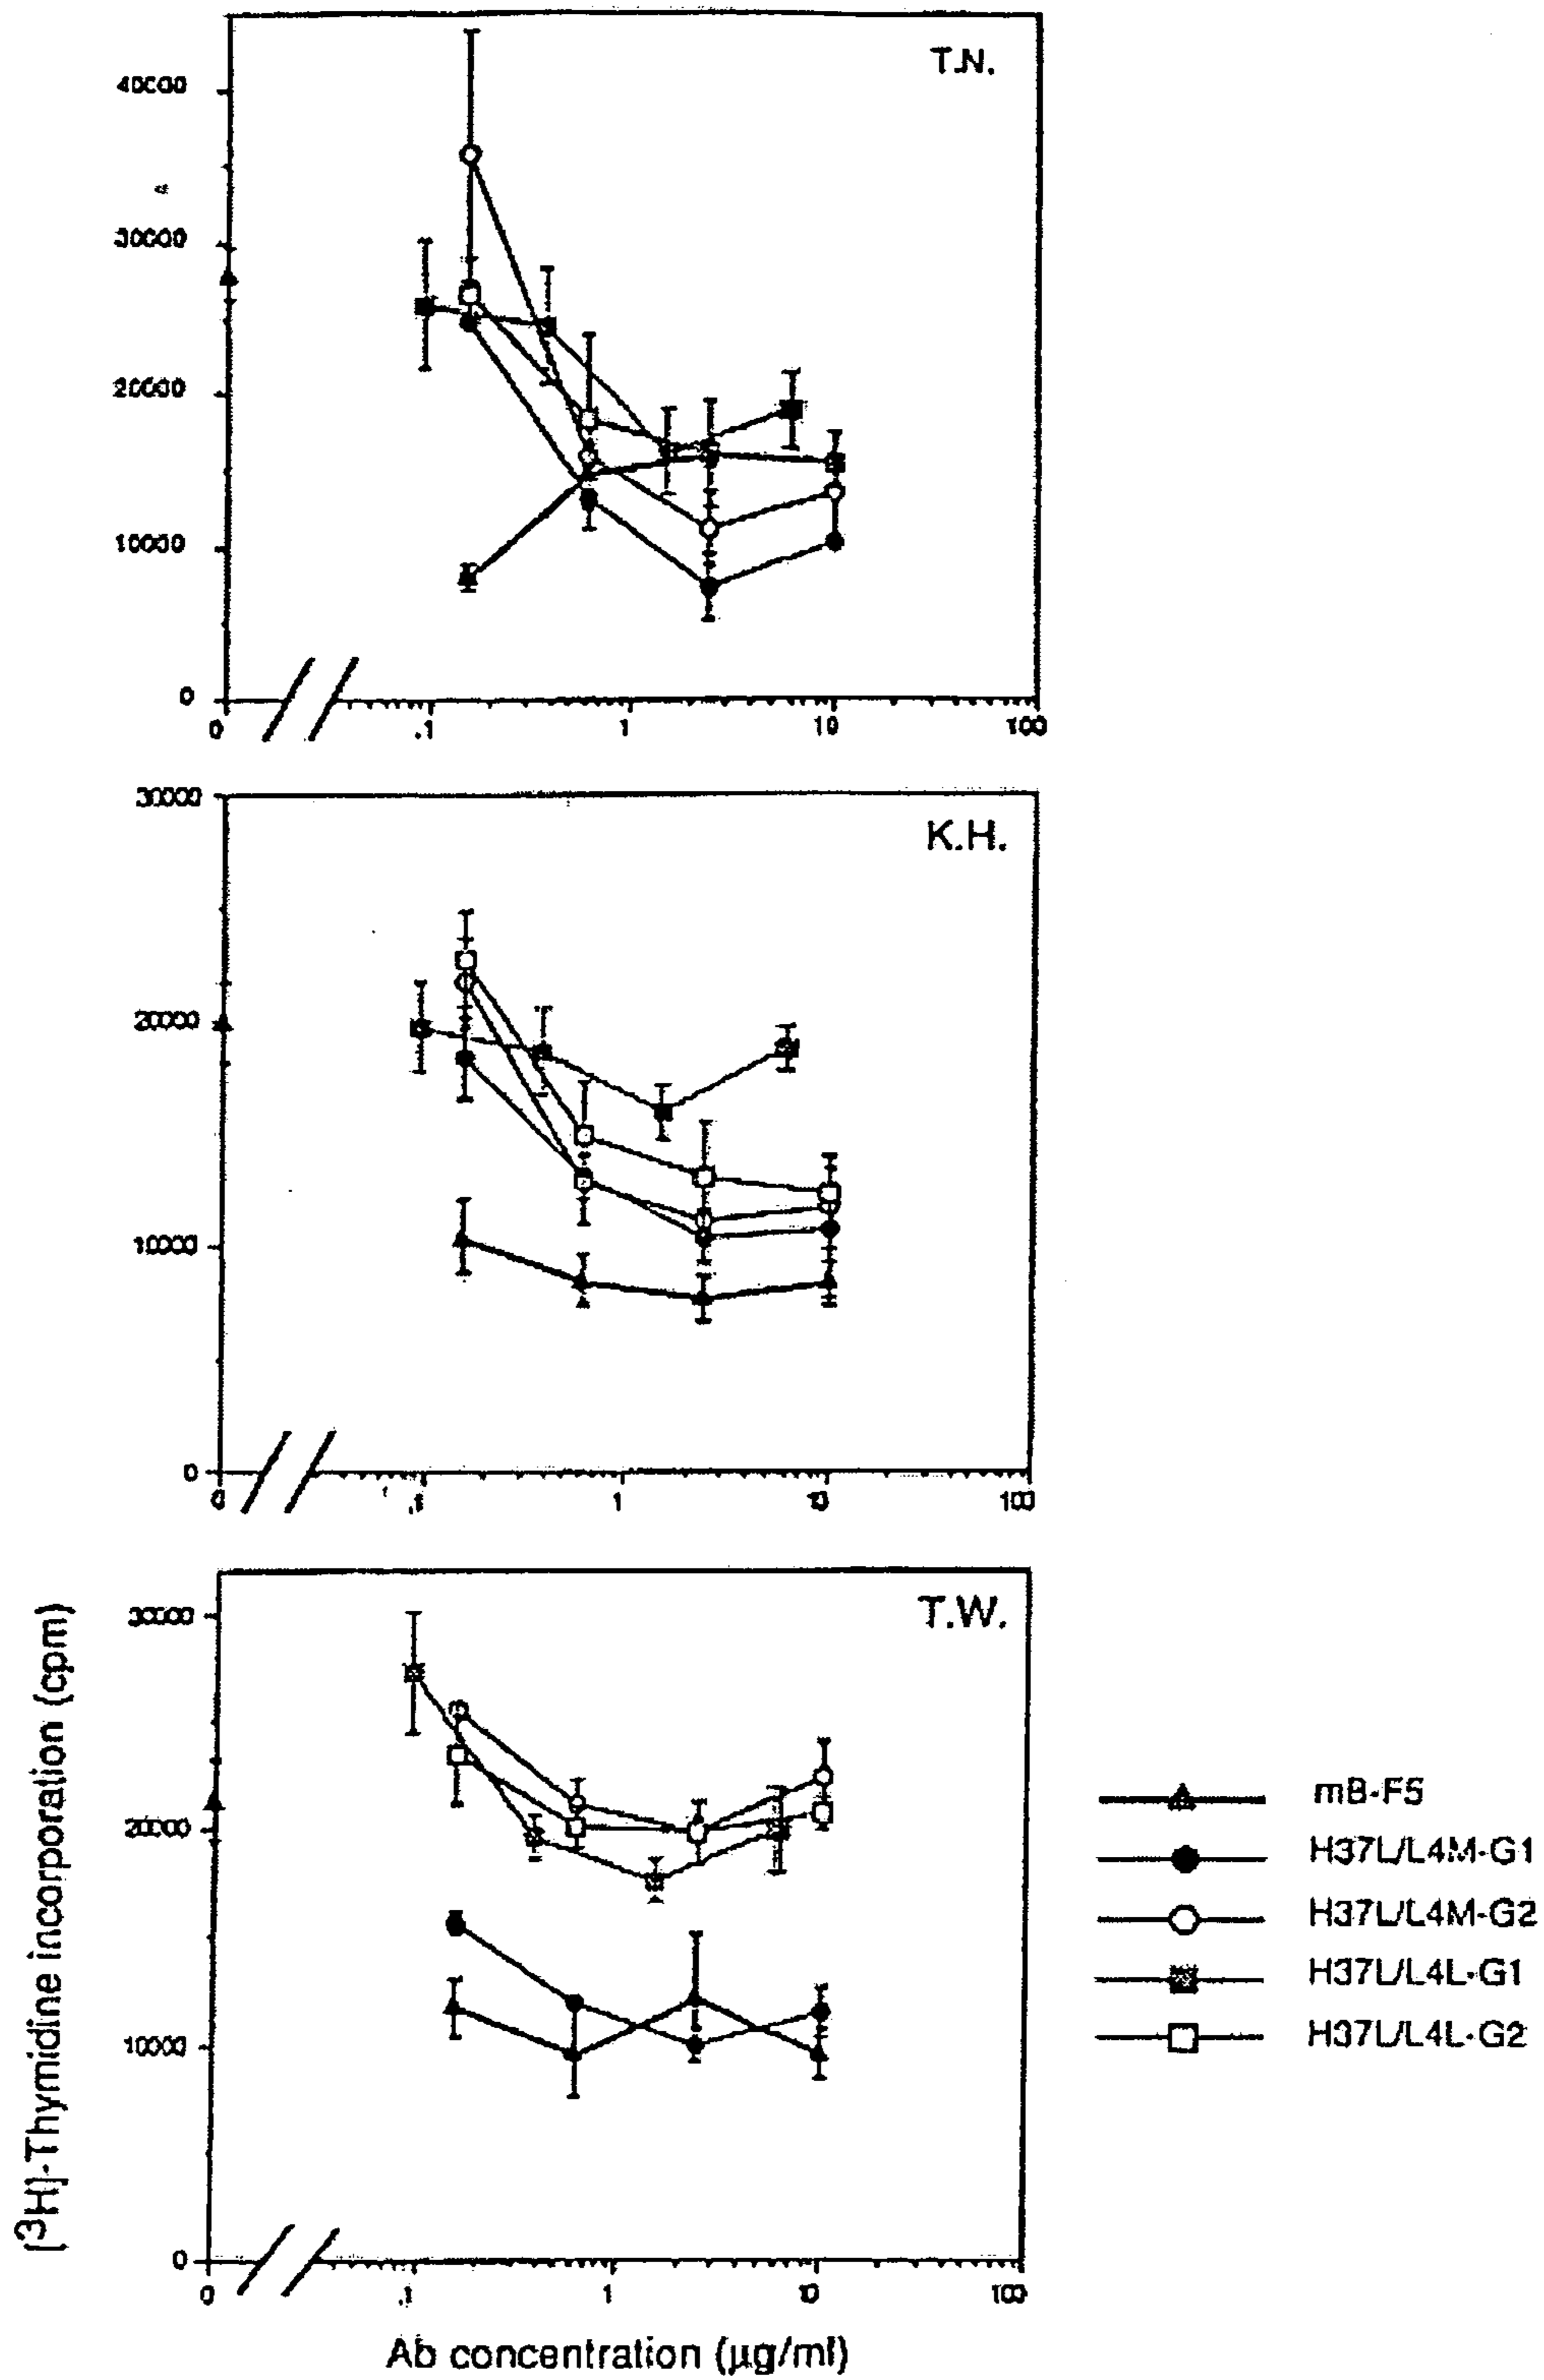 T.N.
40000
30000
20000
10000
0
0 .1 1 10 100
30000
K.H.
20000
10000
0
0 .1 1 10 100
T.W.
30000
20000
10000
0
0 .1 1 10 100
[3H]-Thymidine incorporation (cpm)
Ab concentration (µg/ml)
mB-F5
H37L/L4M-G1
H37L/L4M-G2
H37L/L4L-G1
H37L/L4L-G2